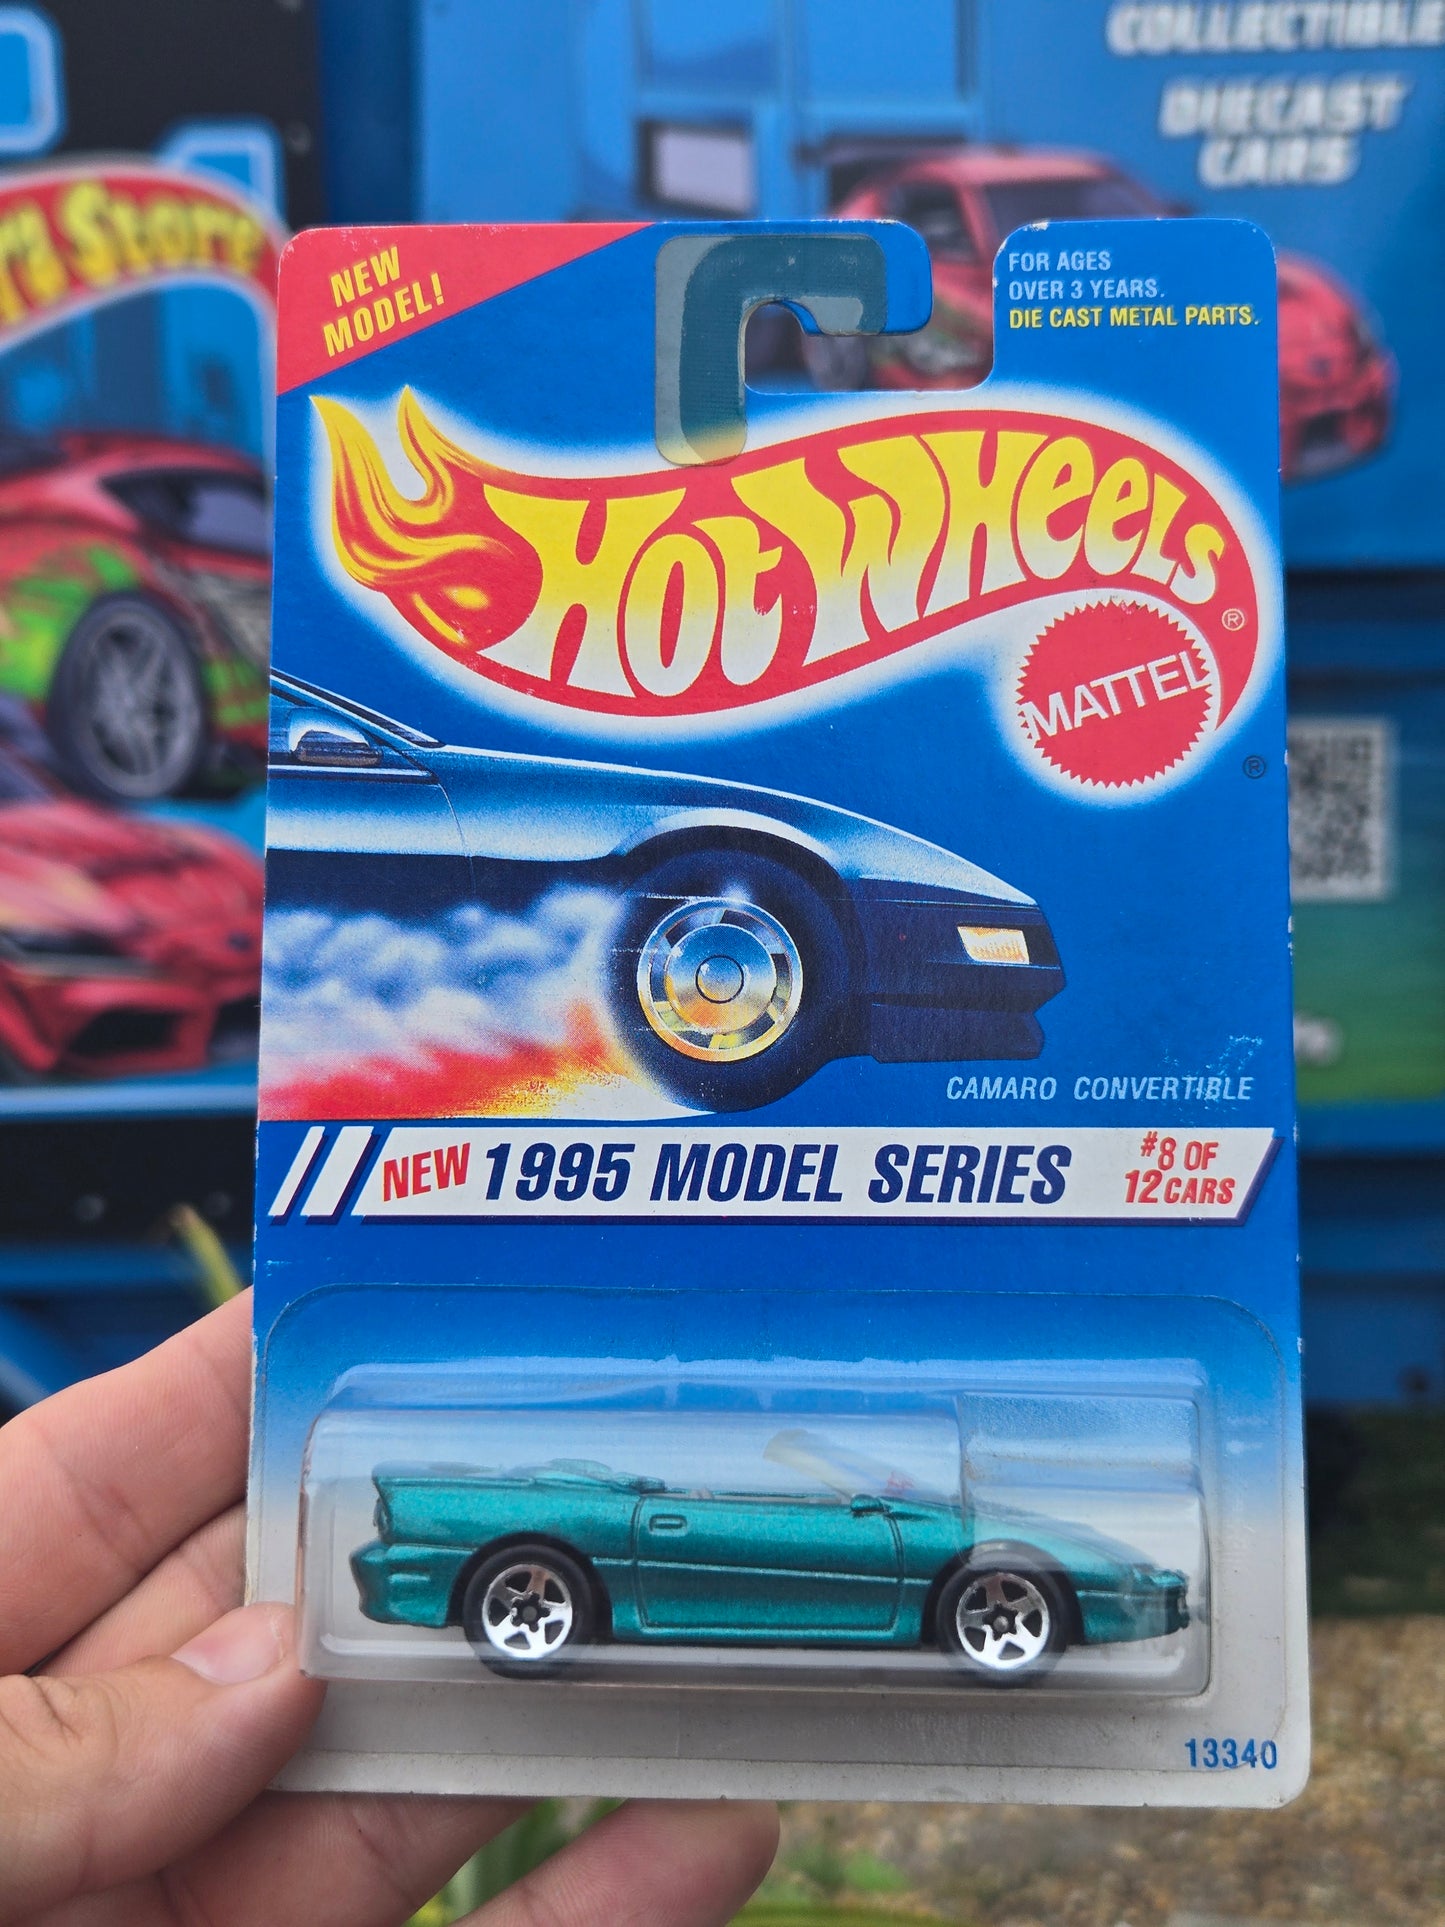 COLLECTIBLE
DIECAST
CARS
Store
NEW
MODEL!
FOR AGES
OVER 3 YEARS.
DIE CAST METAL PARTS.
HOT WHEELS ®
MATTEL
®
CAMARO CONVERTIBLE
NEW 1995 MODEL SERIES
#8 OF
12 CARS
13340